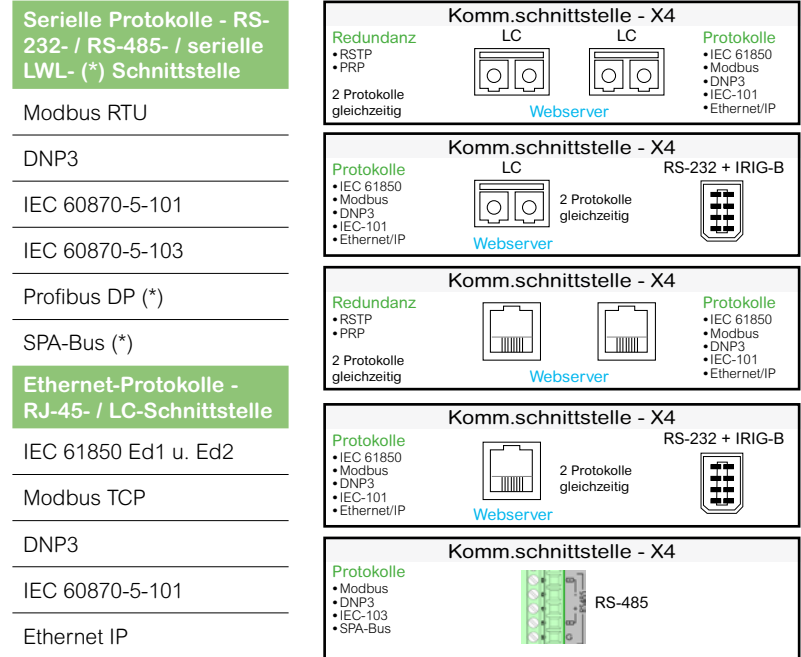 Serielle Protokolle - RS-
232- / RS-485- / serielle
LWL- (*) Schnittstelle
Modbus RTU
DNP3
IEC 60870-5-101
IEC 60870-5-103
Profibus DP (*)
SPA-Bus (*)
Ethernet-Protokolle -
RJ-45- / LC-Schnittstelle
IEC 61850 Ed1 u. Ed2
Modbus TCP
DNP3
IEC 60870-5-101
Ethernet IP
Komm.schnittstelle - X4
Redundanz
• RSTP
• PRP
2 Protokolle
gleichzeitig
LC
LC
Webserver
Protokolle
• IEC 61850
• Modbus
• DNP3
• IEC-101
• Ethernet/IP
Komm.schnittstelle - X4
Protokolle
• IEC 61850
• Modbus
• DNP3
• IEC-101
• Ethernet/IP
LC
Webserver
2 Protokolle
gleichzeitig
RS-232 + IRIG-B
Komm.schnittstelle - X4
Redundanz
• RSTP
• PRP
2 Protokolle
gleichzeitig
Webserver
Protokolle
• IEC 61850
• Modbus
• DNP3
• IEC-101
• Ethernet/IP
Komm.schnittstelle - X4
Protokolle
• IEC 61850
• Modbus
• DNP3
• IEC-101
• Ethernet/IP
Webserver
2 Protokolle
gleichzeitig
RS-232 + IRIG-B
Komm.schnittstelle - X4
Protokolle
• Modbus
• DNP3
• IEC-103
• SPA-Bus
RS-485